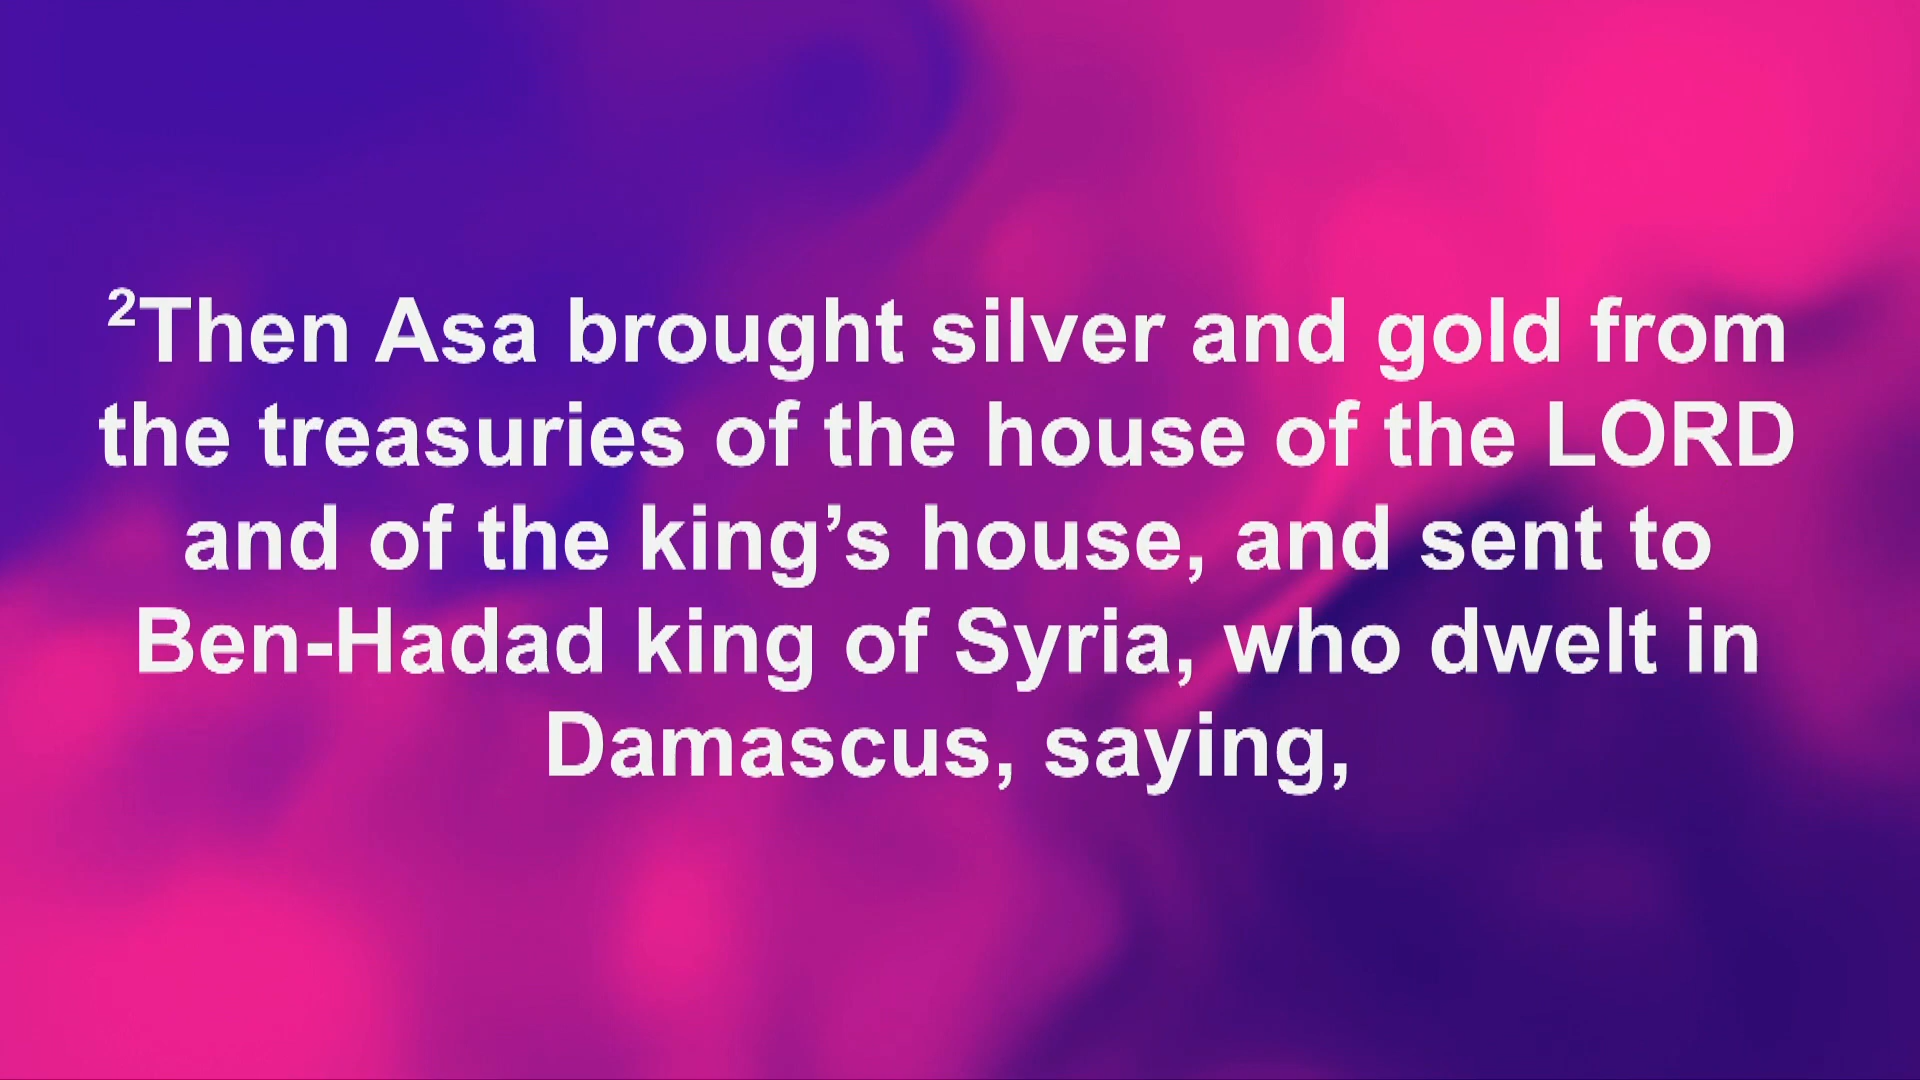 ²Then Asa brought silver and gold from
the treasuries of the house of the LORD
and of the king’s house, and sent to
Ben-Hadad king of Syria, who dwelt in
Damascus, saying,